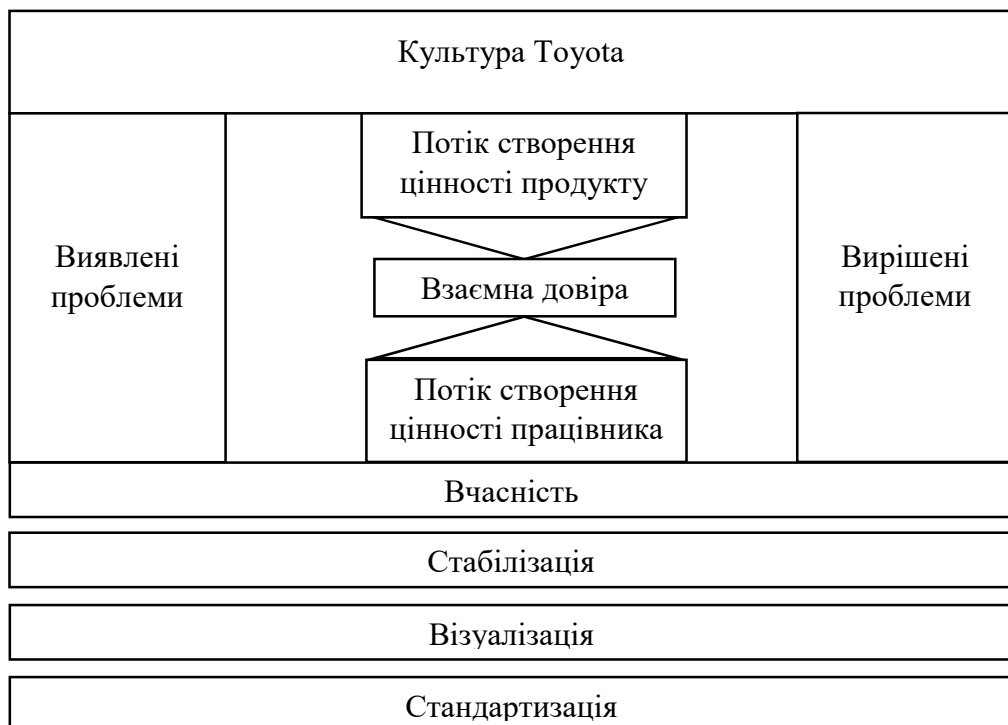 Культура Toyota
Потік створення
цінності продукту
Виявлені
проблеми
Взаємна довіра
Вирішені
проблеми
Потік створення
цінності працівника
Вчасність
Стабілізація
Візуалізація
Стандартизація